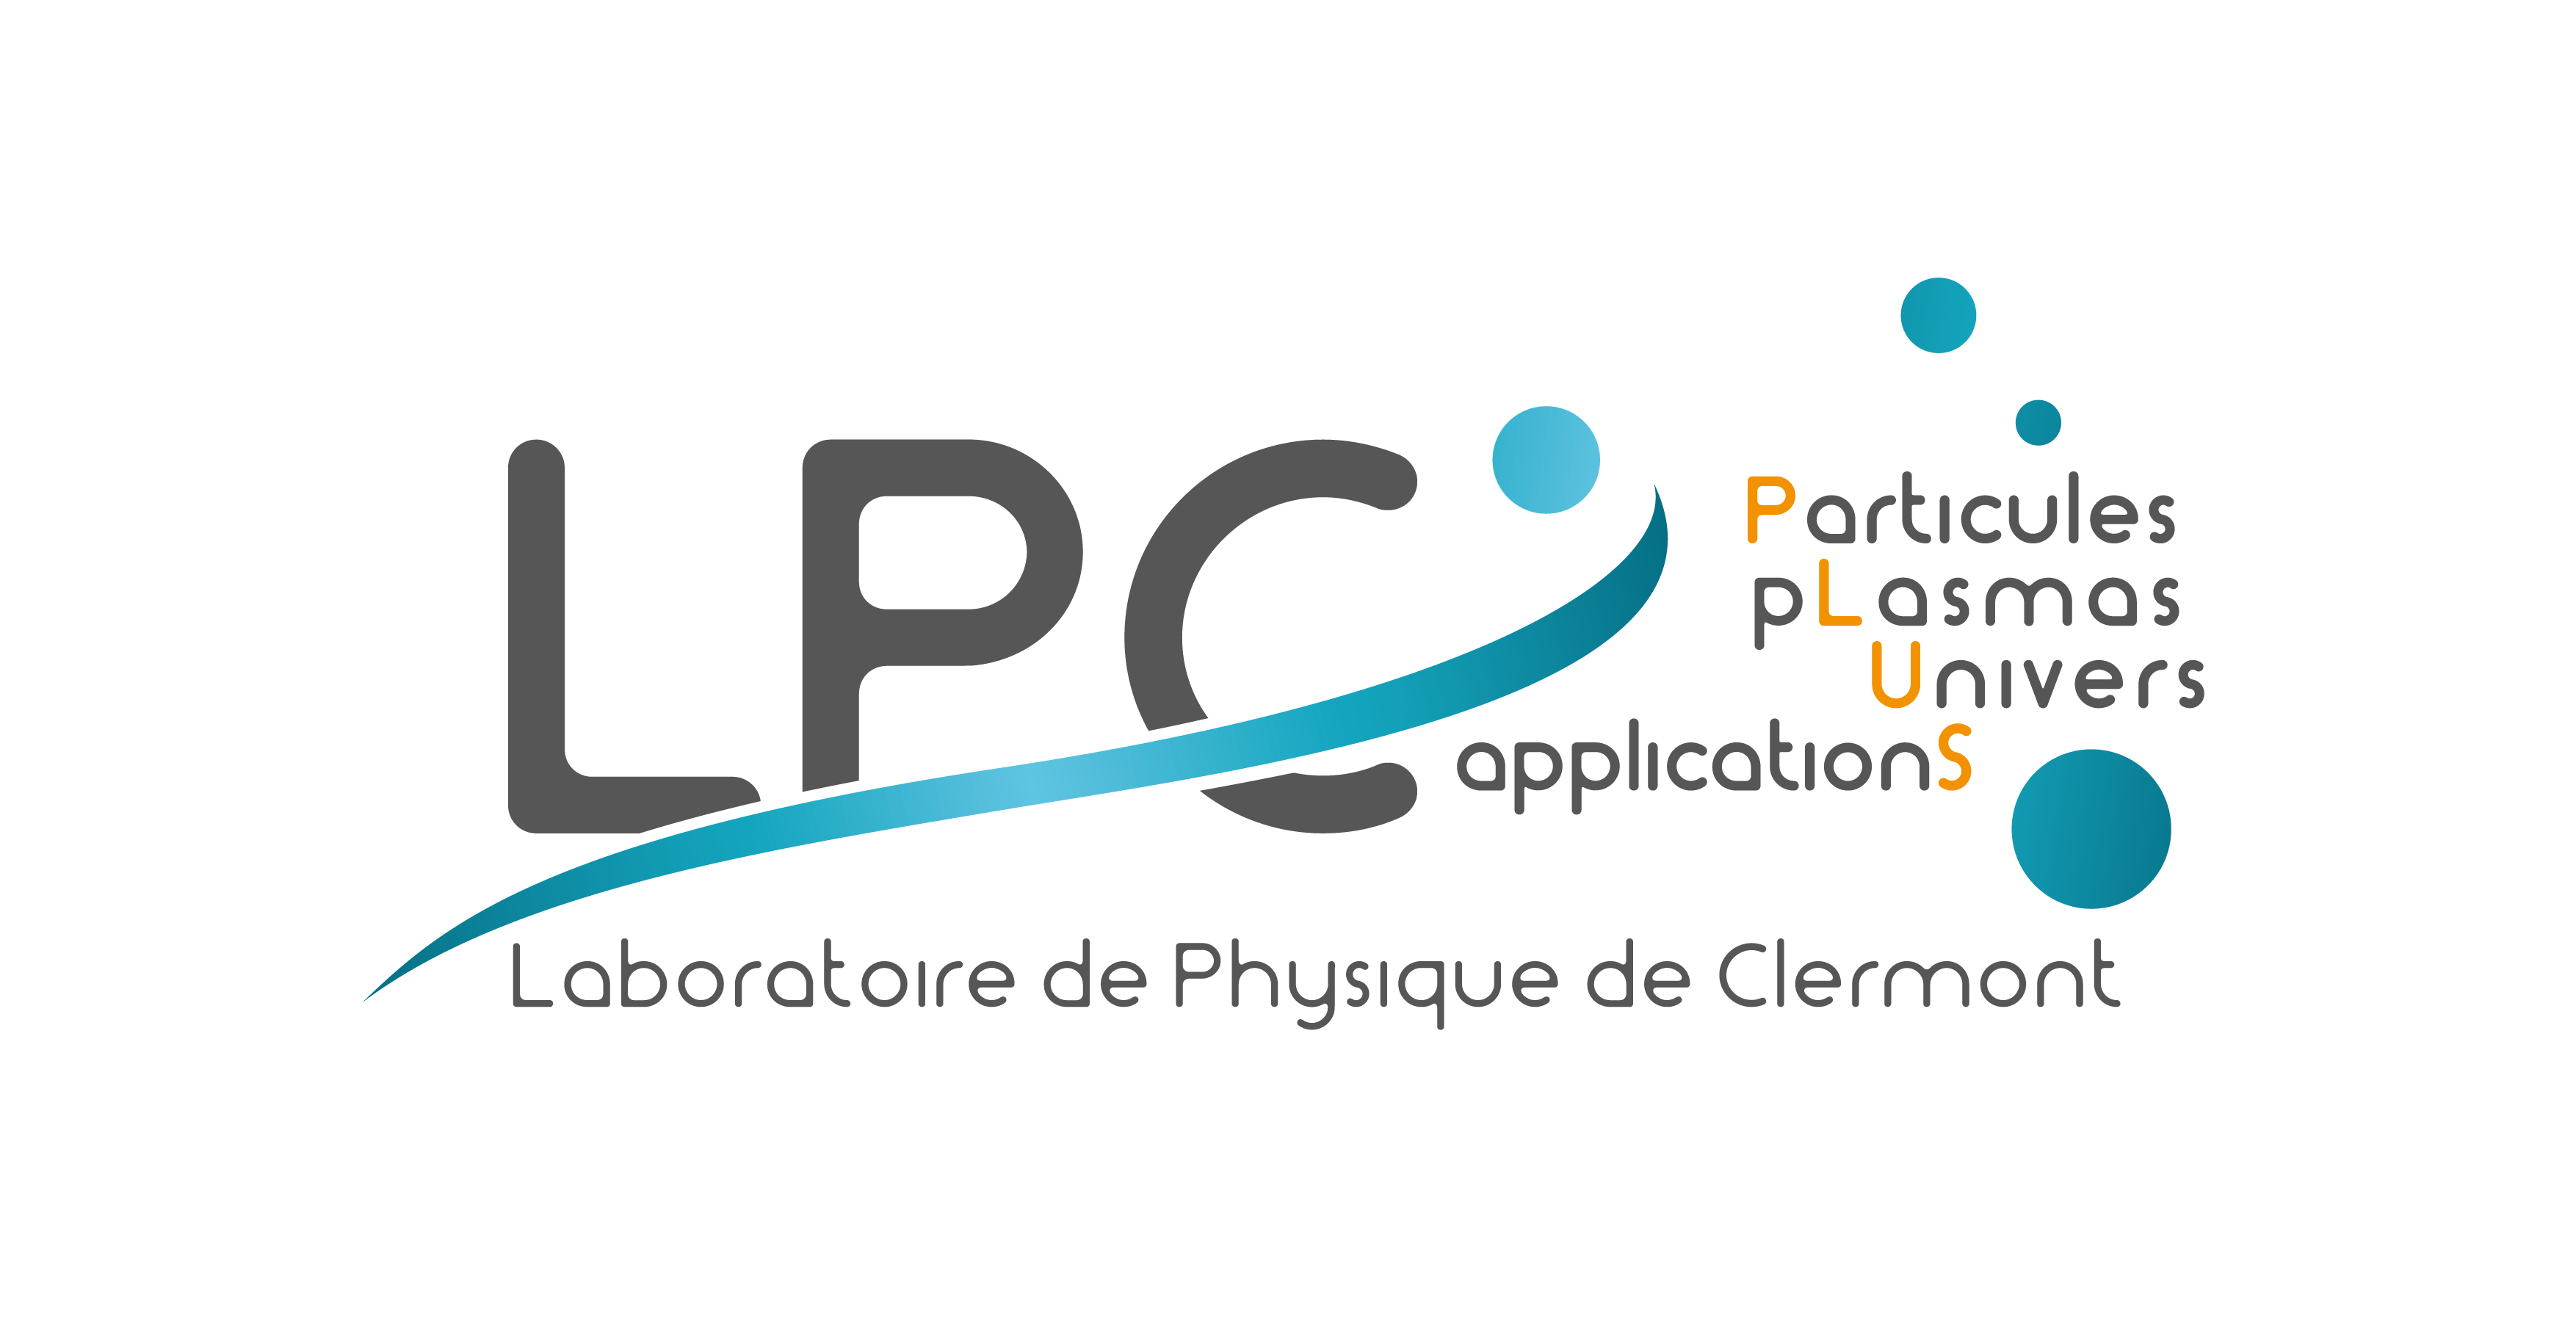 LPC
Particules
pLasmas
Univers
applicationS
Laboratoire de Physique de Clermont